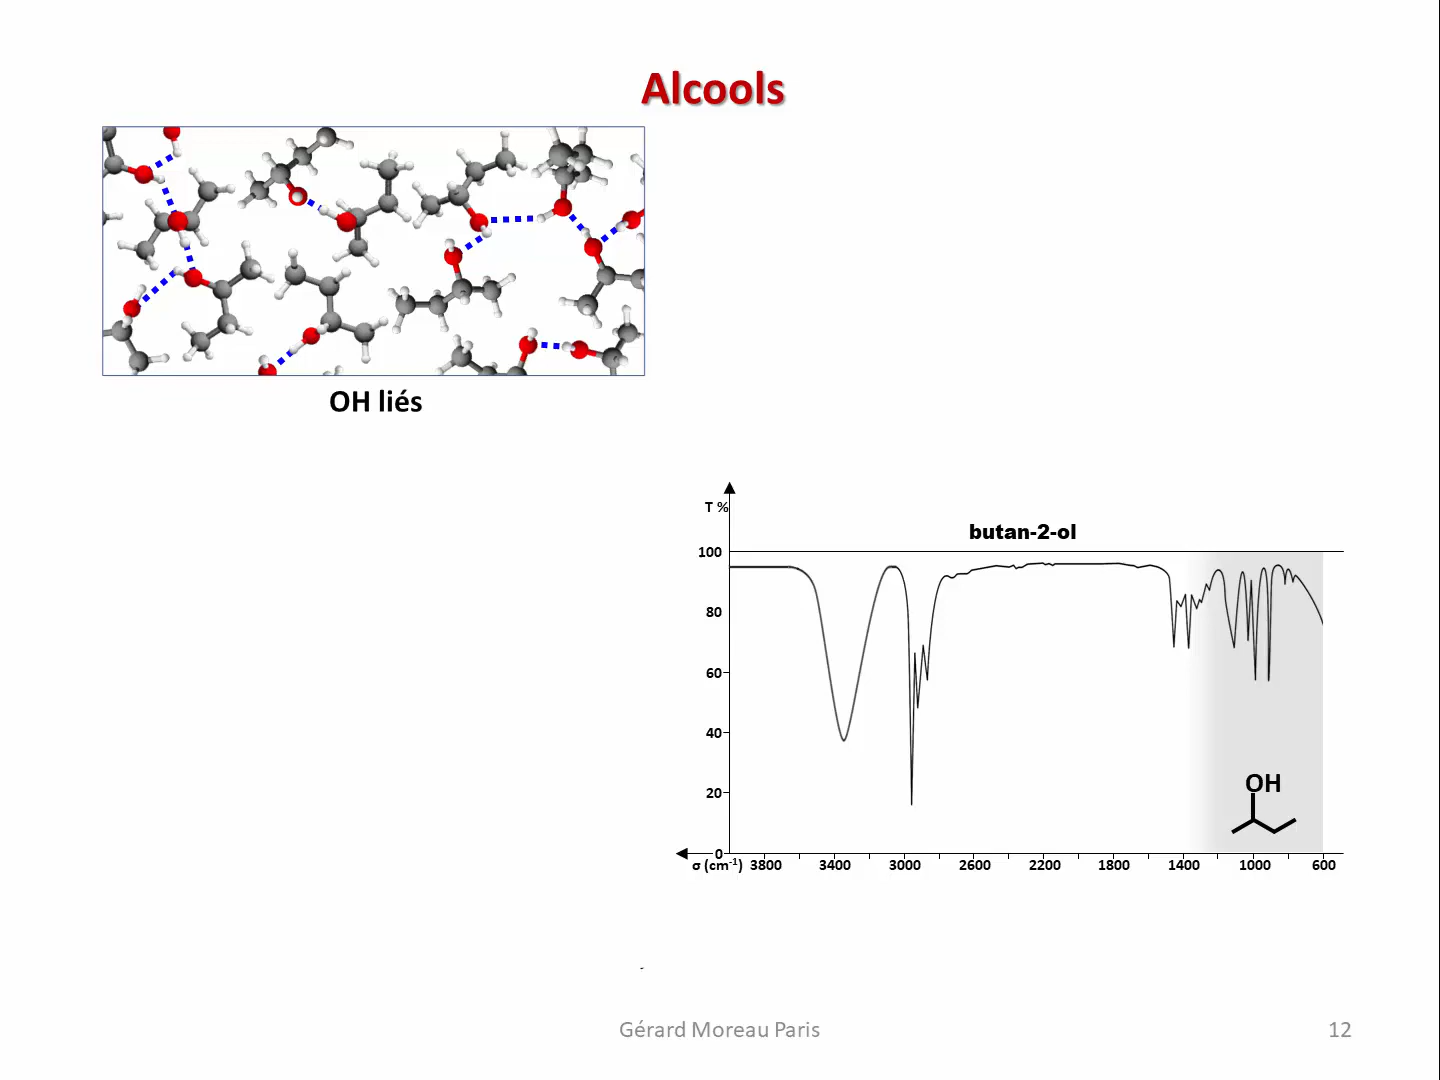 Alcools
OH liés
T %
butan-2-ol
100
80
60
40
20
0
OH
σ (cm⁻¹) 3800 3400 3000 2600 2200 1800 1400 1000 600
Gérard Moreau Paris
12